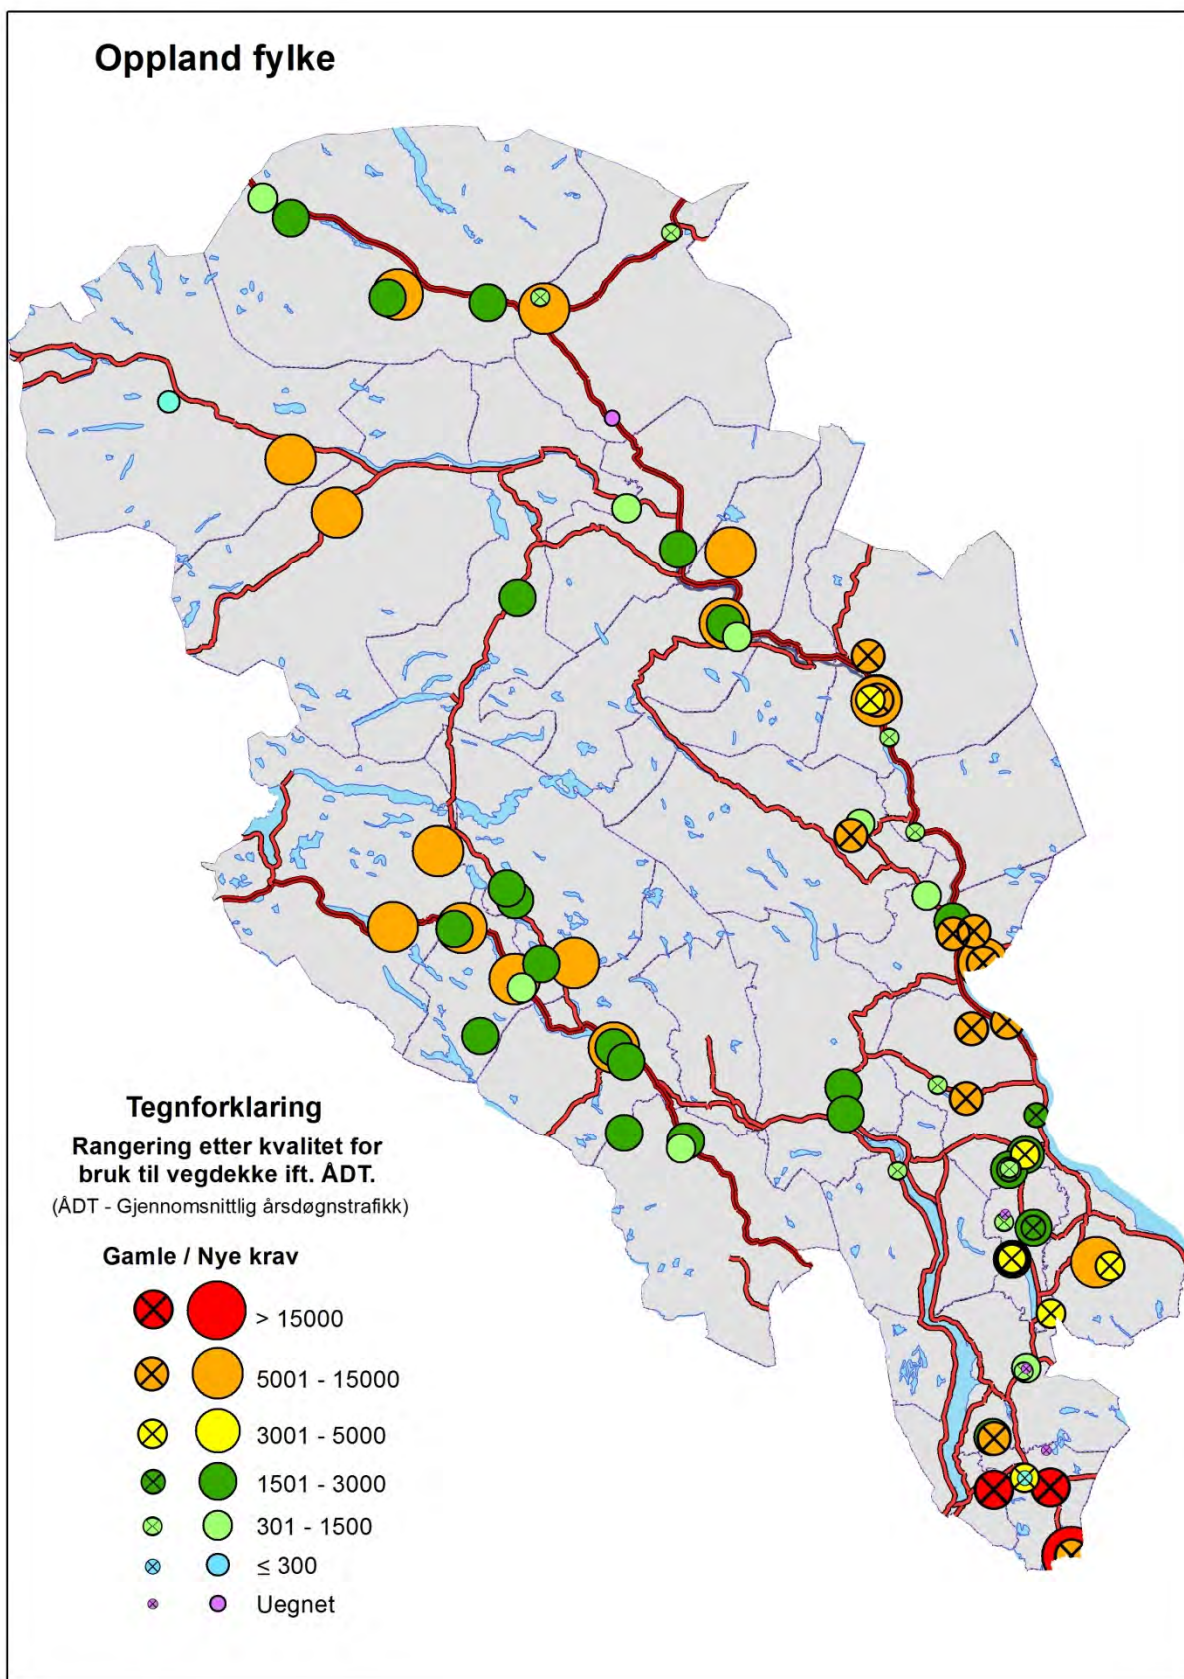 Oppland fylke
Tegnforklaring
Rangering etter kvalitet for
bruk til vegdekke ift. ÅDT.
(ÅDT - Gjennomsnittlig årsdøgnstrafikk)
Gamle / Nye krav
> 15000
5001 - 15000
3001 - 5000
1501 - 3000
301 - 1500
≤ 300
Uegnet